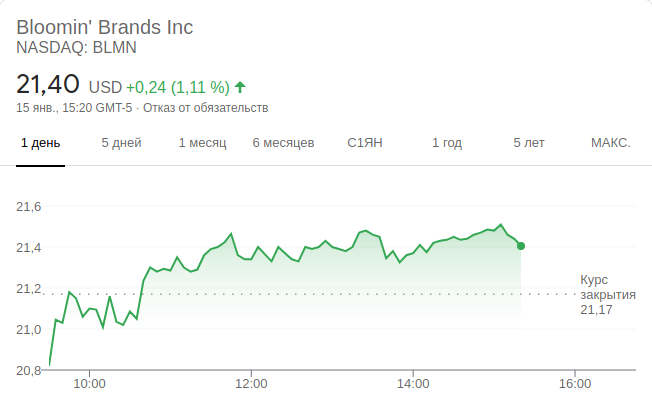 Bloomin' Brands Inc
NASDAQ: BLMN
21,40 USD +0,24 (1,11 %)
15 янв., 15:20 GMT-5 · Отказ от обязательств
1 день 5 дней 1 месяц 6 месяцев С1ЯН 1 год 5 лет МАКС.
21,6
21,4
21,2
21,0
20,8
Курс
закрытия
21,17
10:00 12:00 14:00 16:00